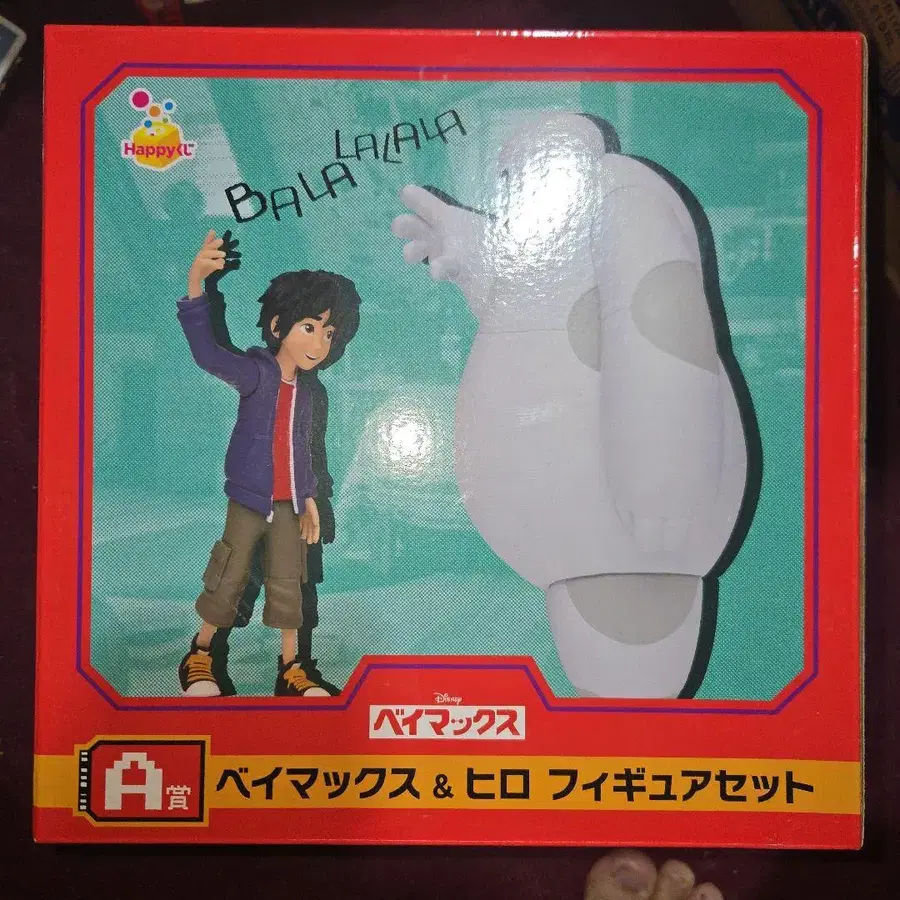 Happyくじ
BALA LALALA
Disney
ベイマックス
A賞
ベイマックス & ヒロ フィギュアセット